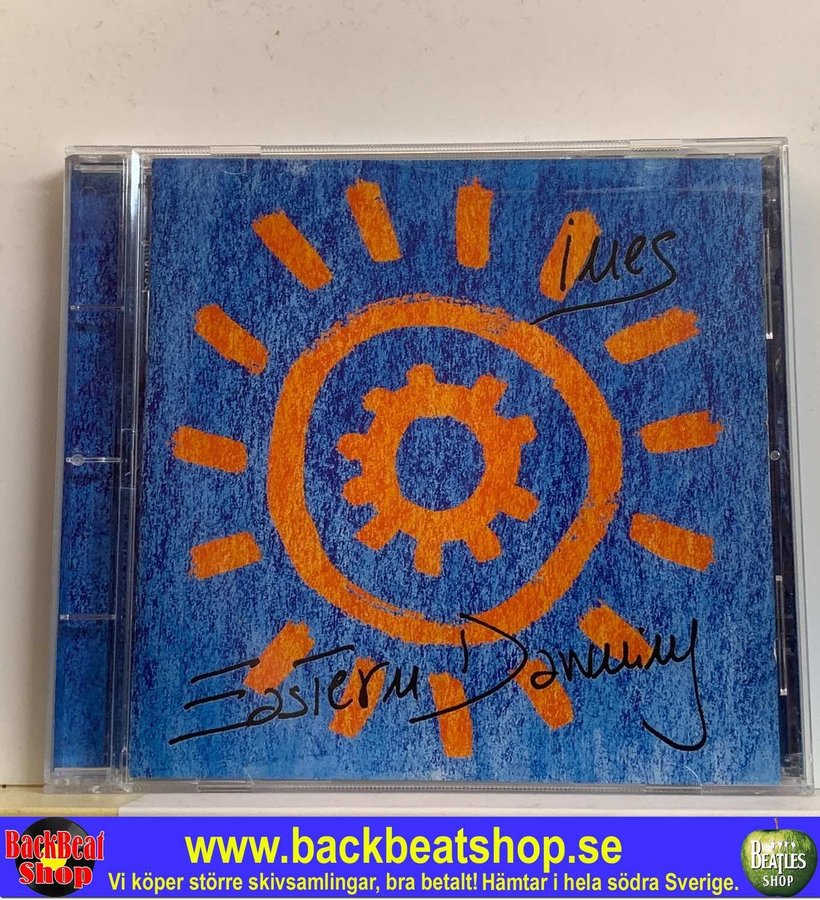 ines
Eastern Dawning
www.backbeatshop.se
BackBeat
Shop
Vi köper större skivsamlingar, bra betalt! Hämtar i hela södra Sverige.
BEATLES
SHOP